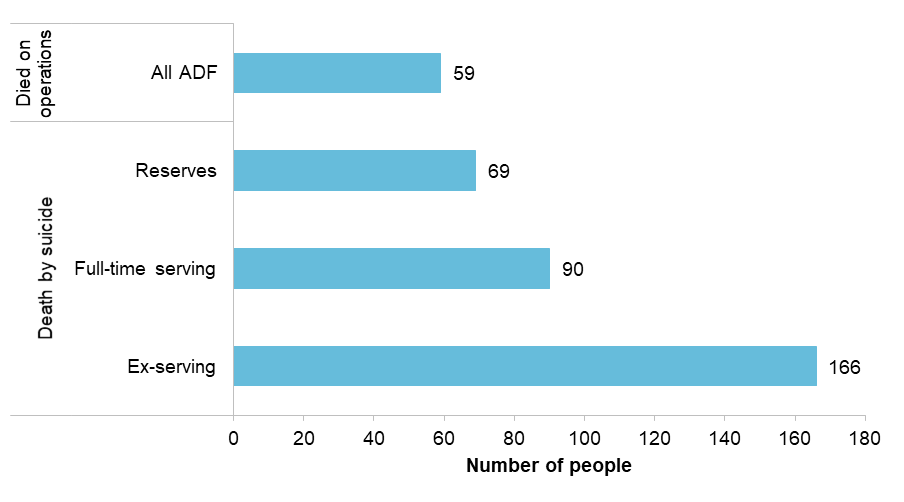 Died on
operations
All ADF
59
Death by suicide
Reserves
69
Full-time serving
90
Ex-serving
166
0 20 40 60 80 100 120 140 160 180
Number of people